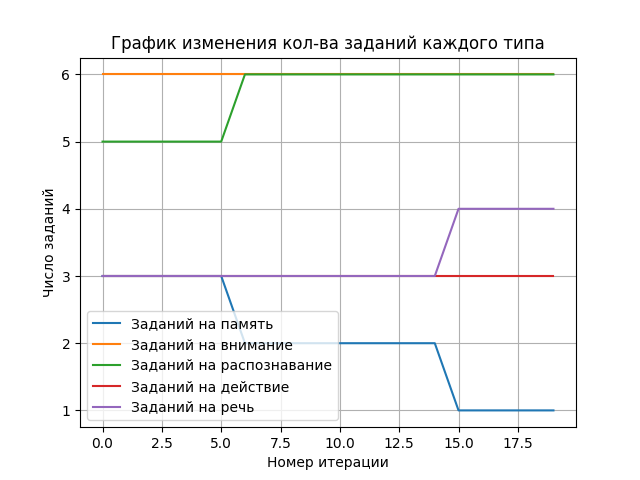 График изменения кол-ва заданий каждого типа
6
5
4
3
2
1
Число заданий
Заданий на память
Заданий на внимание
Заданий на распознавание
Заданий на действие
Заданий на речь
0.0 2.5 5.0 7.5 10.0 12.5 15.0 17.5
Номер итерации